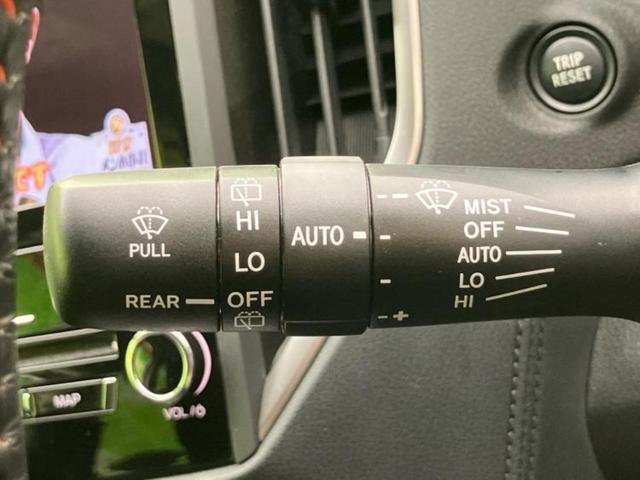 TRIP
RESET
PULL
REAR
HI
LO
OFF
AUTO
- +
MIST
OFF
AUTO
LO
HI
MAP
VOL/